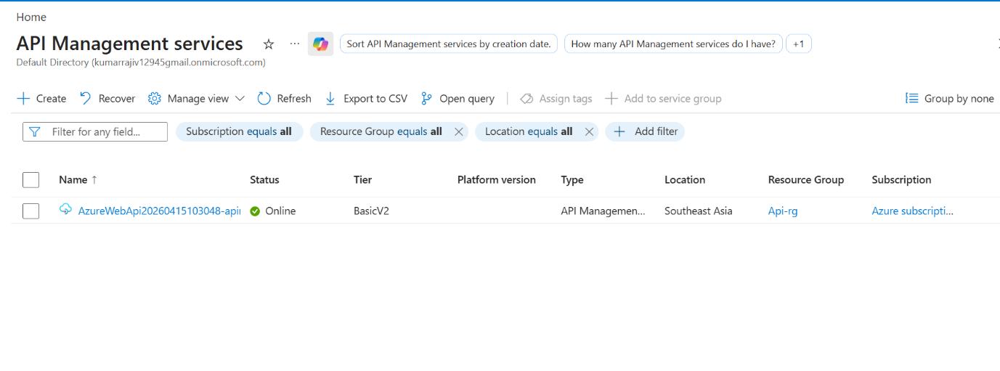 Home
API Management services ☆ ··· Sort API Management services by creation date. How many API Management services do I have? +1
Default Directory (kumarrajiv12945gmail.onmicrosoft.com)
Create Recover Manage view Refresh Export to CSV Open query Assign tags Add to service group Group by none
Filter for any field... Subscription equals all Resource Group equals all Location equals all Add filter
Name ↑ Status Tier Platform version Type Location Resource Group Subscription
AzureWebApi20260415103048-apii Online BasicV2 API Managemen... Southeast Asia Api-rg Azure subscripti...